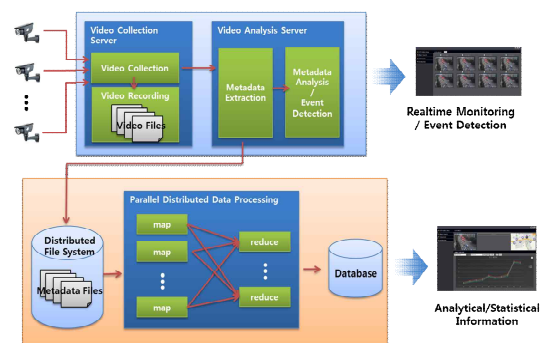 Video Collection
Server
Video Collection
Video Recording
Video Files
Video Analysis Server
Metadata
Extraction
Metadata
Analysis /
Event
Detection
Realtime Monitoring
/ Event Detection
Distributed
File System
Metadata Files
Parallel Distributed Data Processing
map
map
map
reduce
reduce
Database
Analytical/Statistical
Information